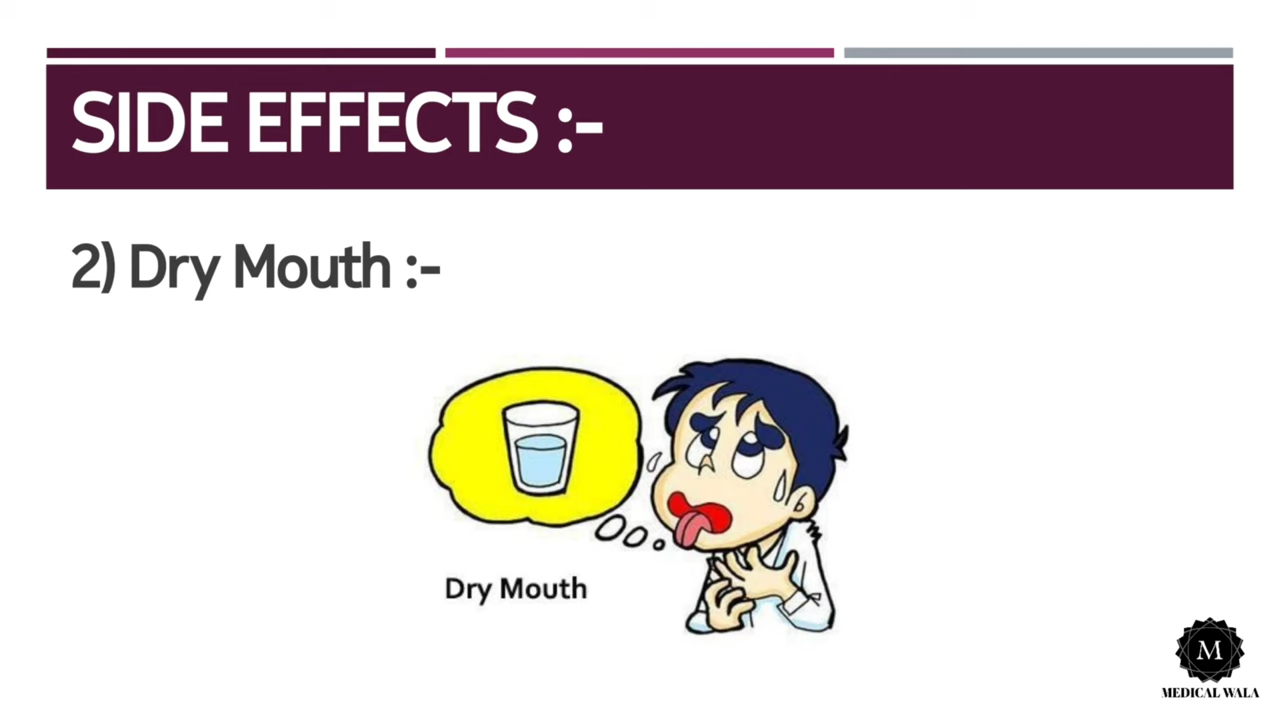 SIDE EFFECTS :-
2) Dry Mouth :-
Dry Mouth
M
MEDICAL WALA